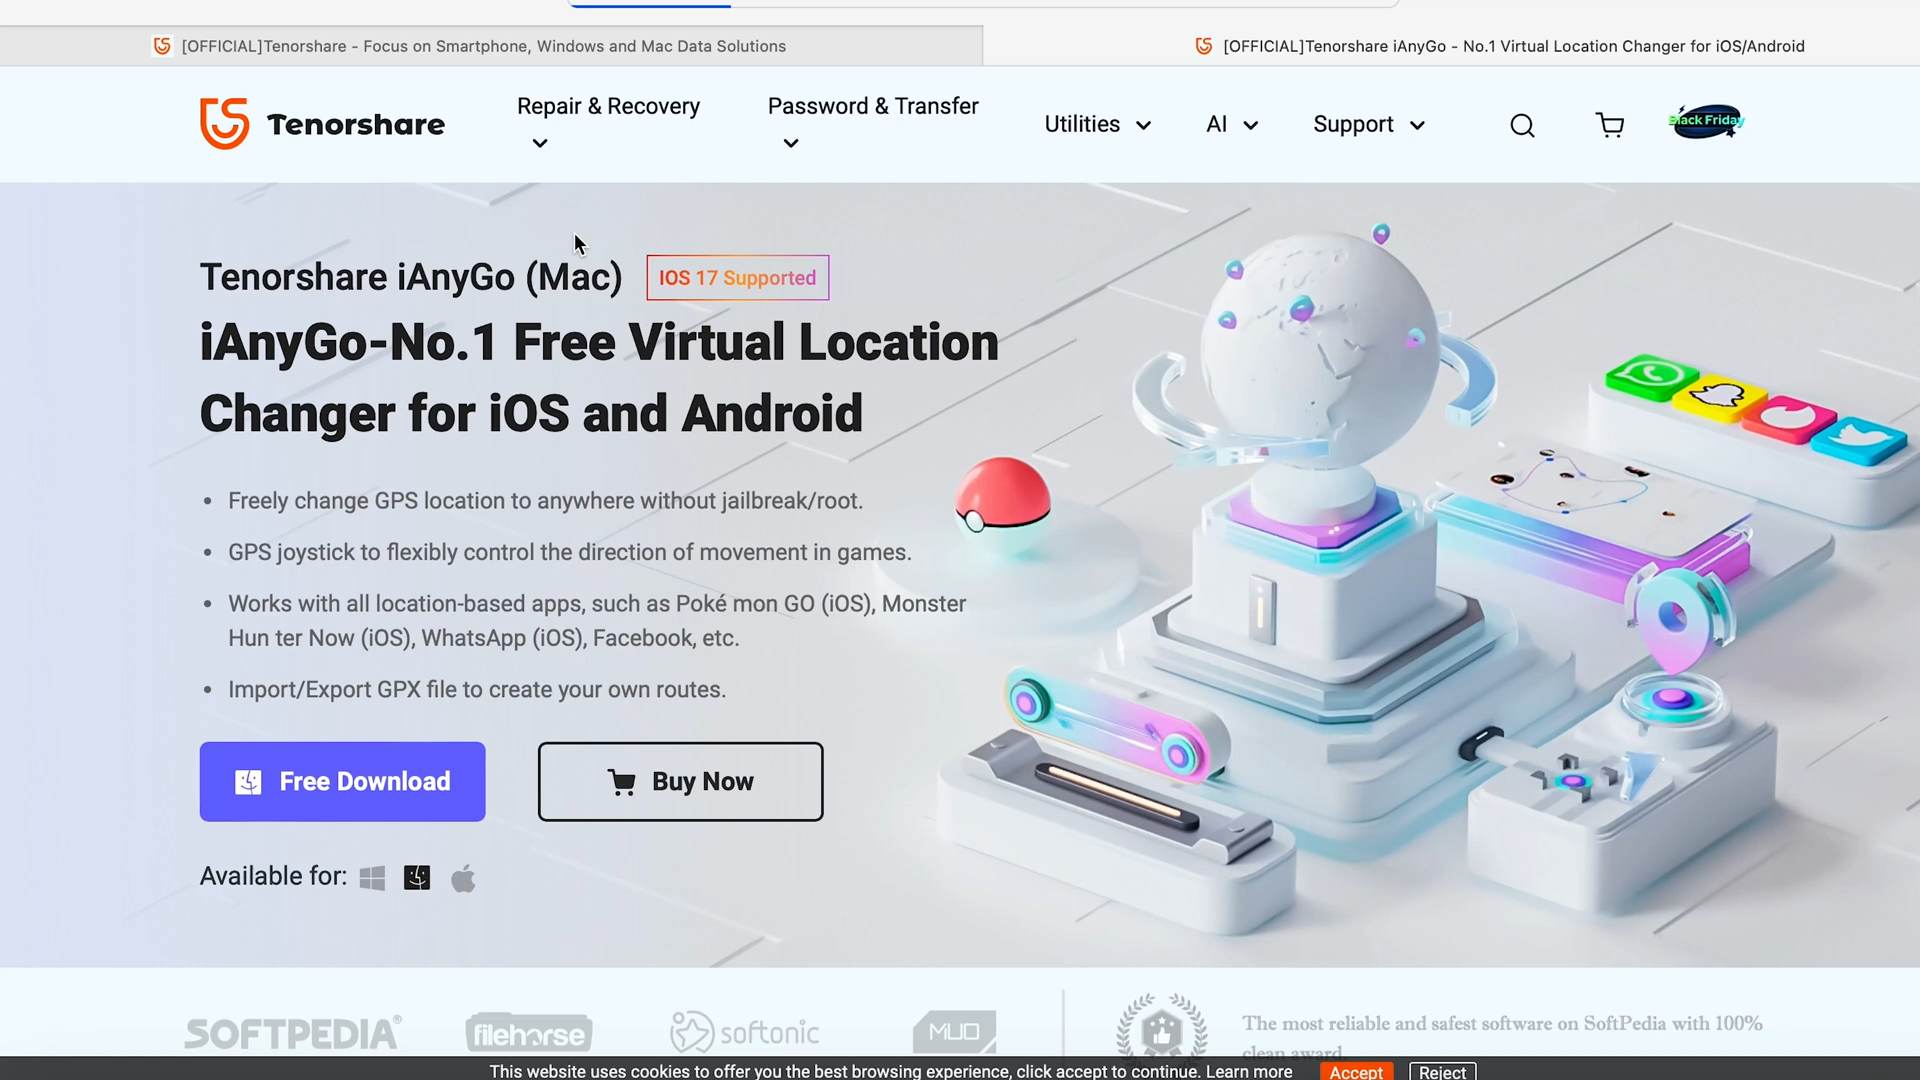 [OFFICIAL]Tenorshare - Focus on Smartphone, Windows and Mac Data Solutions
[OFFICIAL]Tenorshare iAnyGo - No.1 Virtual Location Changer for iOS/Android
Tenorshare
Repair & Recovery
Password & Transfer
Utilities
AI
Support
Black Friday
Tenorshare iAnyGo (Mac)
IOS 17 Supported
iAnyGo-No.1 Free Virtual Location
Changer for iOS and Android
• Freely change GPS location to anywhere without jailbreak/root.
• GPS joystick to flexibly control the direction of movement in games.
• Works with all location-based apps, such as Poké mon GO (iOS), Monster
Hun ter Now (iOS), WhatsApp (iOS), Facebook, etc.
• Import/Export GPX file to create your own routes.
Free Download
Buy Now
Available for:
SOFTPEDIA®
filehorse
softonic
MUO
The most reliable and safest software on SoftPedia with 100%
clean award.
This website uses cookies to offer you the best browsing experience, click accept to continue. Learn more
Accept
Reject